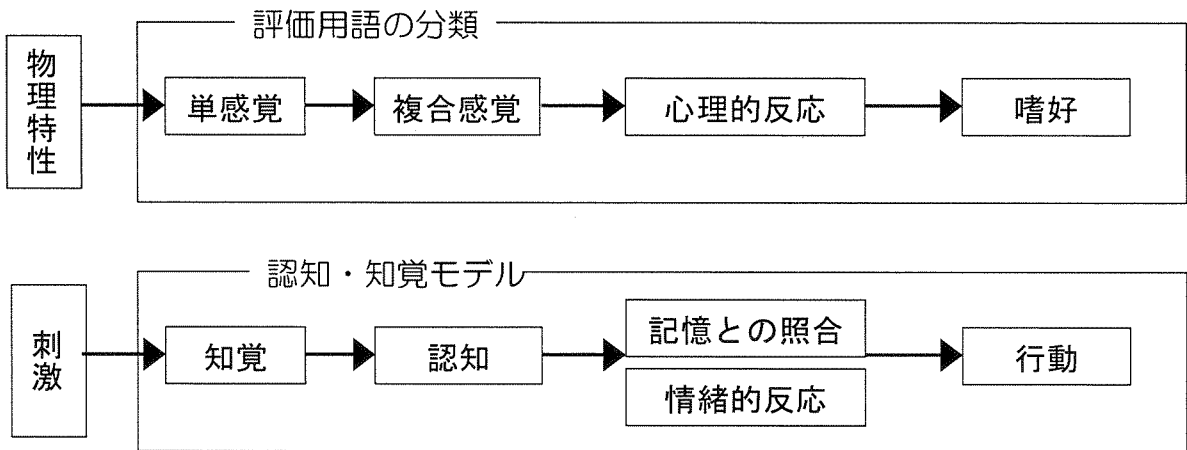 評価用語の分類
物理特性
単感覚
複合感覚
心理的反応
嗜好
認知・知覚モデル
刺激
知覚
認知
記憶との照合
情緒的反応
行動